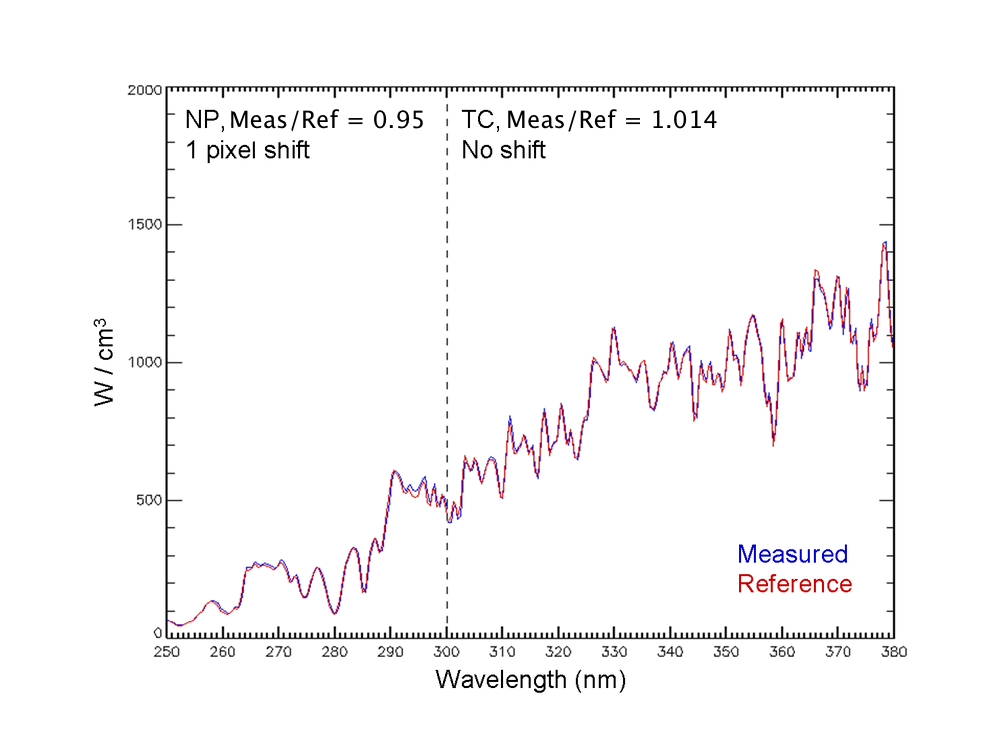 2000
1500
1000
500
0
W / cm³
NP, Meas/Ref = 0.95
1 pixel shift
TC, Meas/Ref = 1.014
No shift
Measured
Reference
250 260 270 280 290 300 310 320 330 340 350 360 370 380
Wavelength (nm)